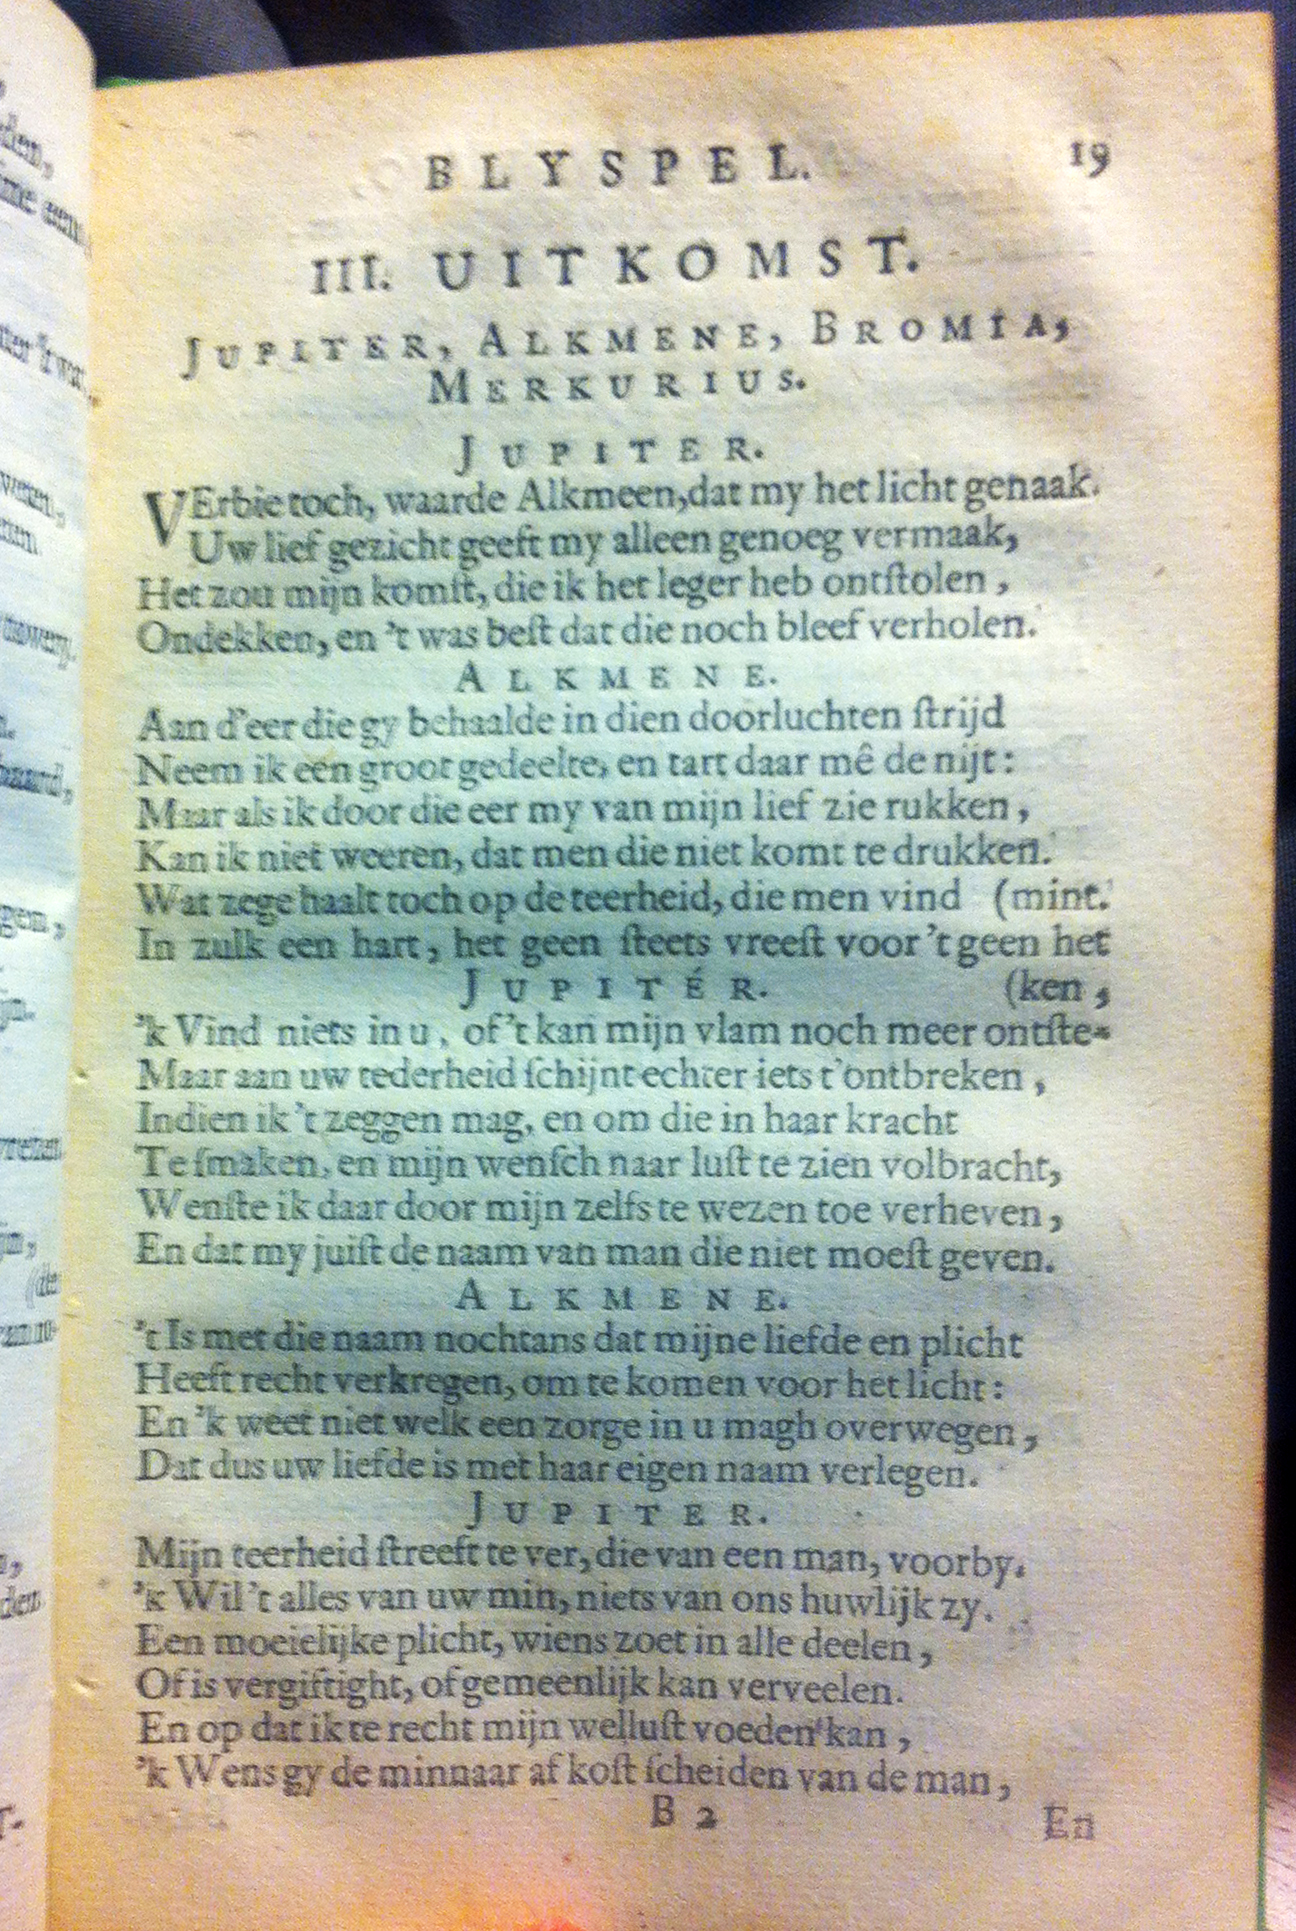 BLYSPEL. 19
III. UITKOMST.
JUPITER, ALKMENE, BROMIA,
MERKURIUS.
JUPITER.
VErbie toch, waarde Alkmeen, dat my het licht genaak.
Uw lief gezicht geeft my alleen genoeg vermaak,
Het zou mijn komſt, die ik het leger heb ontſtolen,
Ondekken, en 't was beſt dat die noch bleef verholen.
ALKMENE.
Aan d'eer die gy behaalde in dien doorluchten ſtrijd
Neem ik een groot gedeelte, en tart daar mê de nijt:
Maar als ik door die eer my van mijn lief zie rukken,
Kan ik niet weeren, dat men die niet komt te drukken.
Wat zege haalt toch op de teerheid, die men vind (mint.
In zulk een hart, het geen ſteets vreeſt voor 't geen het
JUPITÉR. (ken,
'k Vind niets in u, of 't kan mijn vlam noch meer ontſte-
Maar aan uw tederheid ſchijnt echter iets t'ontbreken,
Indien ik 't zeggen mag, en om die in haar kracht
Te ſmaken, en mijn wenſch naar luſt te zien volbracht,
Wenſte ik daar door mijn zelfs te wezen toe verheven,
En dat my juiſt de naam van man die niet moeſt geven.
ALKMENE.
't Is met die naam nochtans dat mijne liefde en plicht
Heeft recht verkregen, om te komen voor het licht:
En 'k weet niet welk een zorge in u magh overwegen,
Dat dus uw liefde is met haar eigen naam verlegen.
JUPITER.
Mijn teerheid ſtreeft te ver, die van een man, voorby.
'k Wil 't alles van uw min, niets van ons huwlijk zy.
Een moeielijke plicht, wiens zoet in alle deelen,
Of is vergiftight, of gemeenlijk kan verveelen.
En op dat ik te recht mijn welluſt voeden kan,
'k Wens gy de minnaar af koſt ſcheiden van de man,
B 2 En